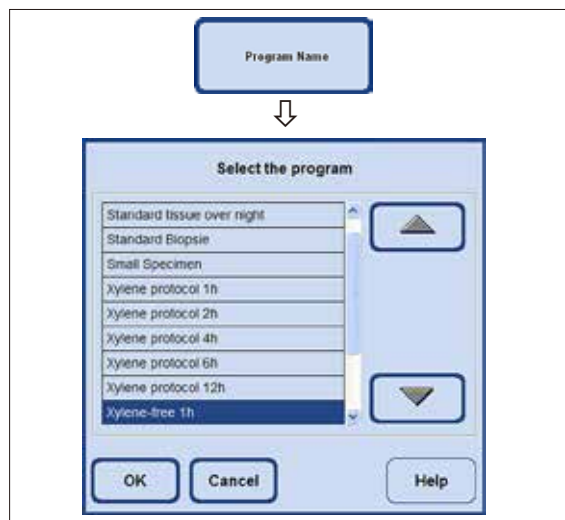 Program Name
Select the program
Standard tissue over night
Standard Biopsie
Small Specimen
Xylene protocol 1h
Xylene protocol 2h
Xylene protocol 4h
Xylene protocol 6h
Xylene protocol 12h
Xylene-free 1h
OK Cancel Help